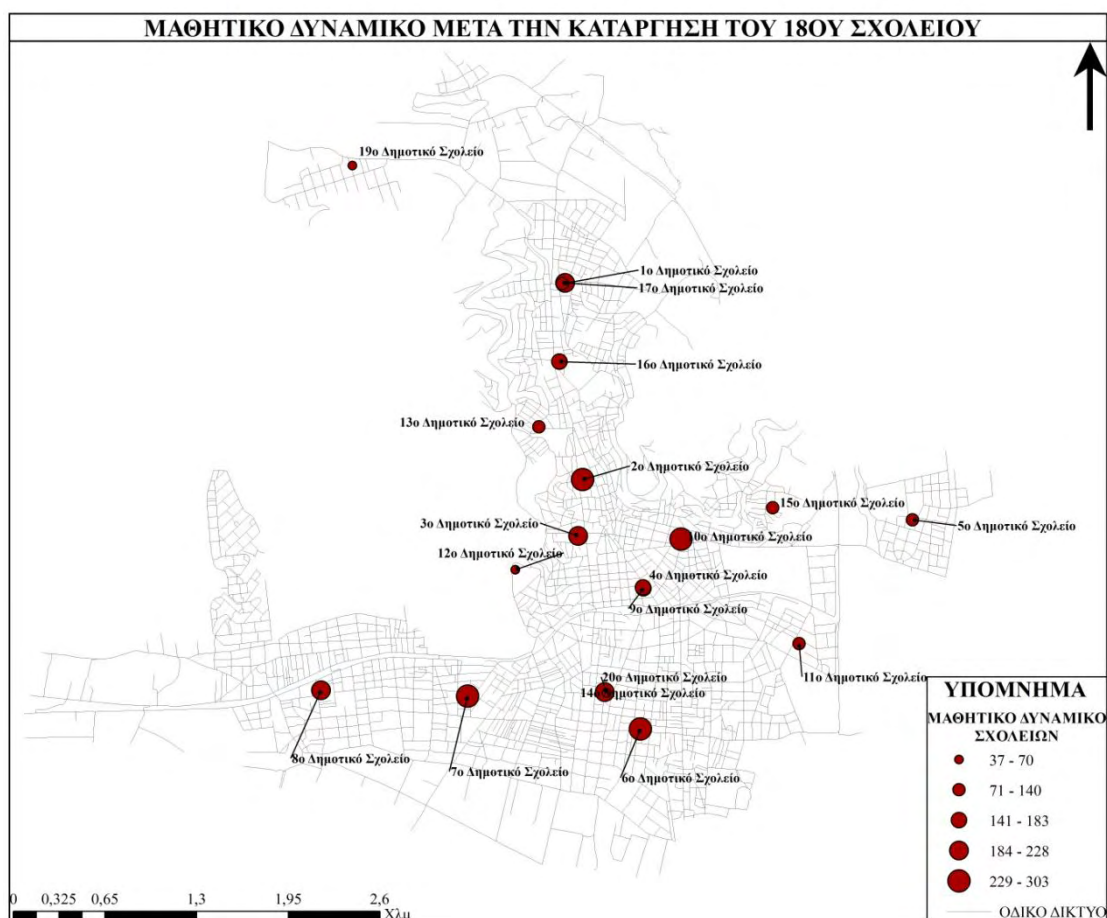 ΜΑΘΗΤΙΚΟ ΔΥΝΑΜΙΚΟ ΜΕΤΑ ΤΗΝ ΚΑΤΑΡΓΗΣΗ ΤΟΥ 18ΟΥ ΣΧΟΛΕΙΟΥ
19ο Δημοτικό Σχολείο
1ο Δημοτικό Σχολείο
17ο Δημοτικό Σχολείο
16ο Δημοτικό Σχολείο
13ο Δημοτικό Σχολείο
2ο Δημοτικό Σχολείο
15ο Δημοτικό Σχολείο
3ο Δημοτικό Σχολείο
5ο Δημοτικό Σχολείο
10ο Δημοτικό Σχολείο
12ο Δημοτικό Σχολείο
4ο Δημοτικό Σχολείο
9ο Δημοτικό Σχολείο
20ο Δημοτικό Σχολείο
11ο Δημοτικό Σχολείο
14ο Δημοτικό Σχολείο
8ο Δημοτικό Σχολείο
7ο Δημοτικό Σχολείο
6ο Δημοτικό Σχολείο
ΥΠΟΜΝΗΜΑ
ΜΑΘΗΤΙΚΟ ΔΥΝΑΜΙΚΟ
ΣΧΟΛΕΙΩΝ
37 - 70
71 - 140
141 - 183
184 - 228
229 - 303
ΟΔΙΚΟ ΔΙΚΤΥΟ
0 0,325 0,65 1,3 1,95 2,6
Χλμ